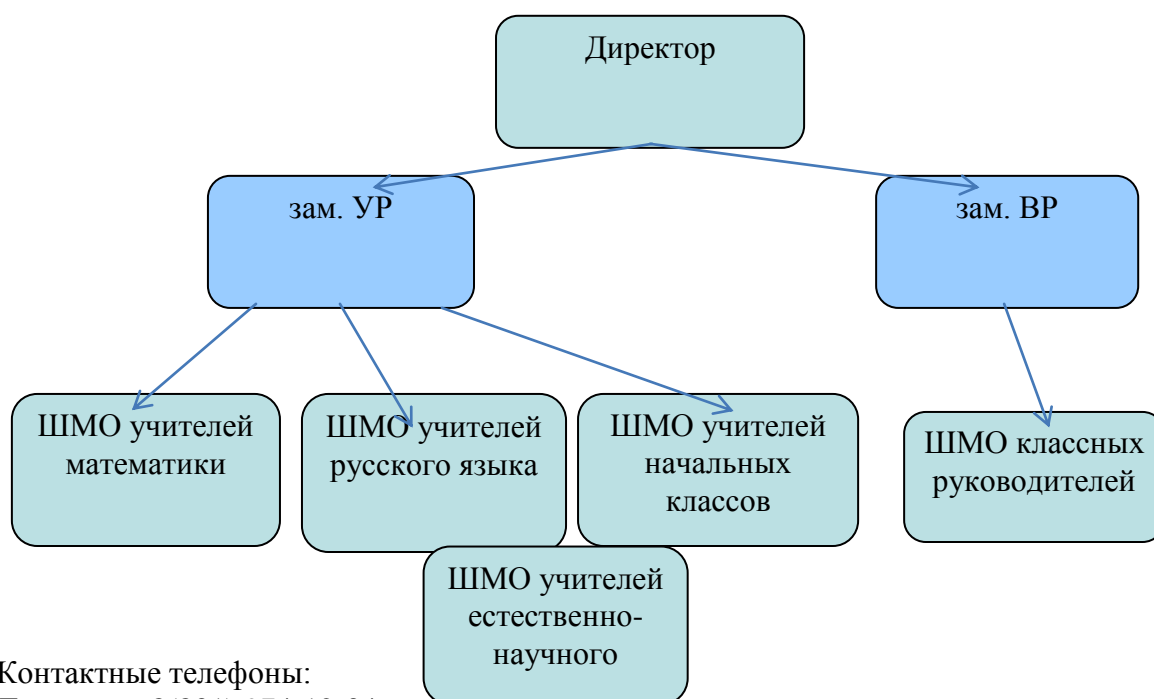 Директор
зам. УР
зам. ВР
ШМО учителей
математики
ШМО учителей
русского языка
ШМО учителей
начальных
классов
ШМО классных
руководителей
ШМО учителей
естественно-
научного
Контактные телефоны: